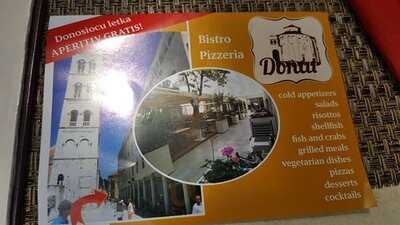 Donosiocu letka
APERITIV GRATIS!
Bistro
Pizzeria
Donat
cold appetizers
salads
risottos
shellfish
fish and crabs
grilled meals
vegetarian dishes
pizzas
desserts
cocktails